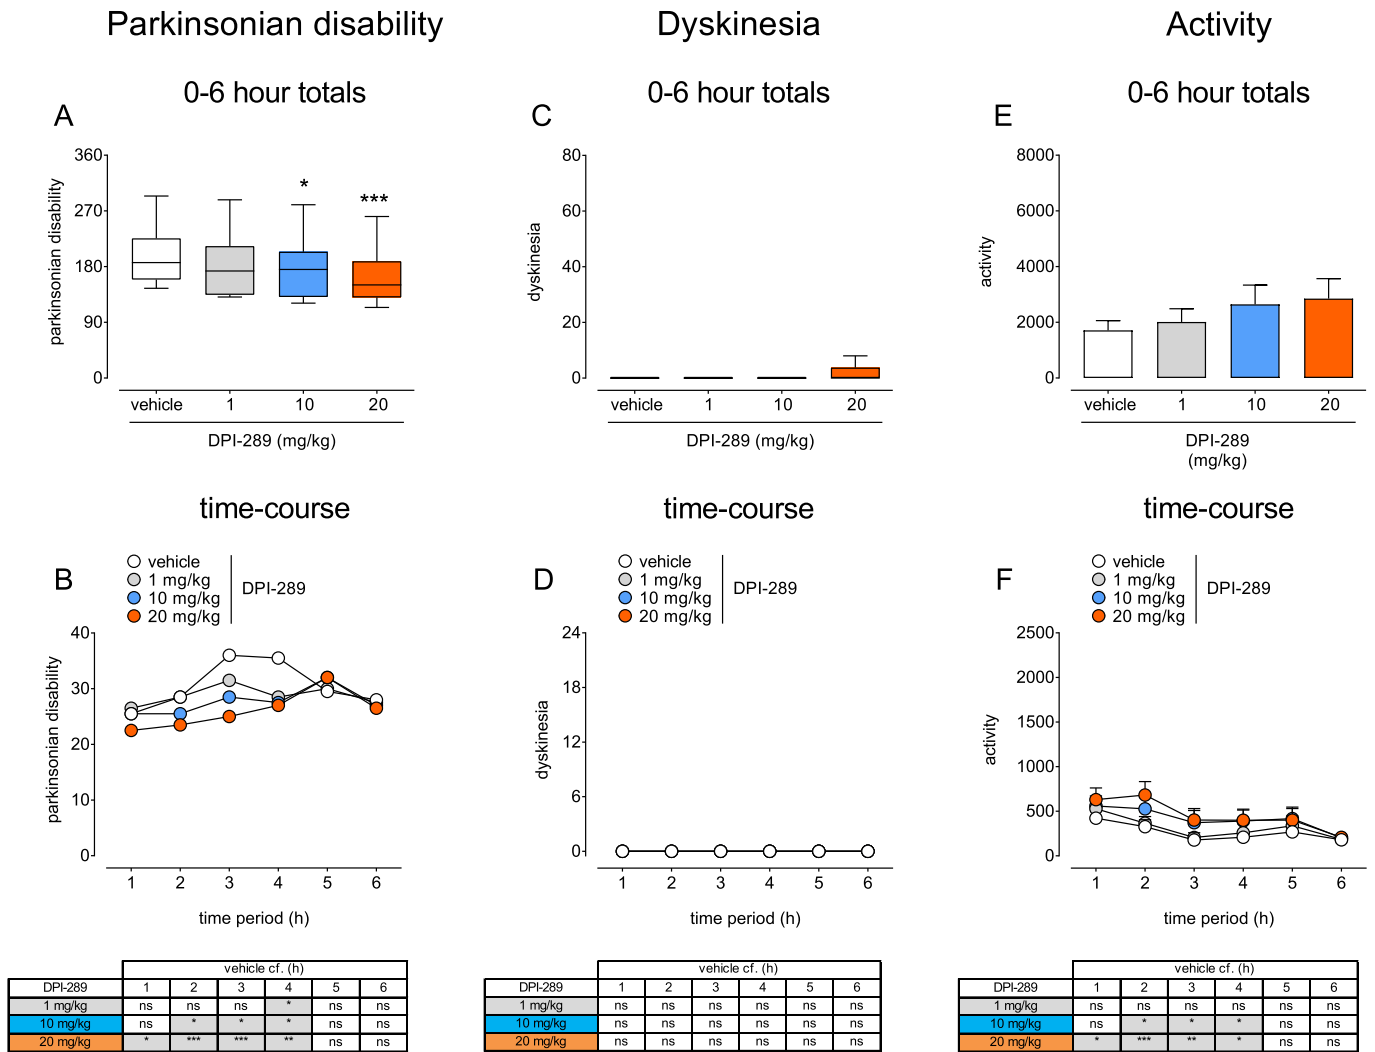 Parkinsonian disability
Dyskinesia
Activity
0-6 hour totals
0-6 hour totals
0-6 hour totals
A
360
270
180
90
0
parkinsonian disability
*
***
vehicle 1 10 20
DPI-289 (mg/kg)
C
80
60
40
20
0
dyskinesia
vehicle 1 10 20
DPI-289 (mg/kg)
E
8000
6000
4000
2000
0
activity
vehicle 1 10 20
DPI-289
(mg/kg)
time-course
time-course
time-course
B
vehicle
1 mg/kg
10 mg/kg
20 mg/kg
DPI-289
40
30
20
10
0
parkinsonian disability
1 2 3 4 5 6
time period (h)
D
vehicle
1 mg/kg
10 mg/kg
20 mg/kg
DPI-289
24
18
12
6
0
dyskinesia
1 2 3 4 5 6
time period (h)
F
vehicle
1 mg/kg
10 mg/kg
20 mg/kg
DPI-289
2500
2000
1500
1000
500
0
activity
1 2 3 4 5 6
time period (h)
vehicle cf. (h)
DPI-289 1 2 3 4 5 6
1 mg/kg ns ns ns * ns ns
10 mg/kg ns * * * ns ns
20 mg/kg * *** *** ** ns ns
vehicle cf. (h)
DPI-289 1 2 3 4 5 6
1 mg/kg ns ns ns ns ns ns
10 mg/kg ns ns ns ns ns ns
20 mg/kg ns ns ns ns ns ns
vehicle cf. (h)
DPI-289 1 2 3 4 5 6
1 mg/kg ns ns ns ns ns ns
10 mg/kg ns * * * ns ns
20 mg/kg * *** ** * ns ns